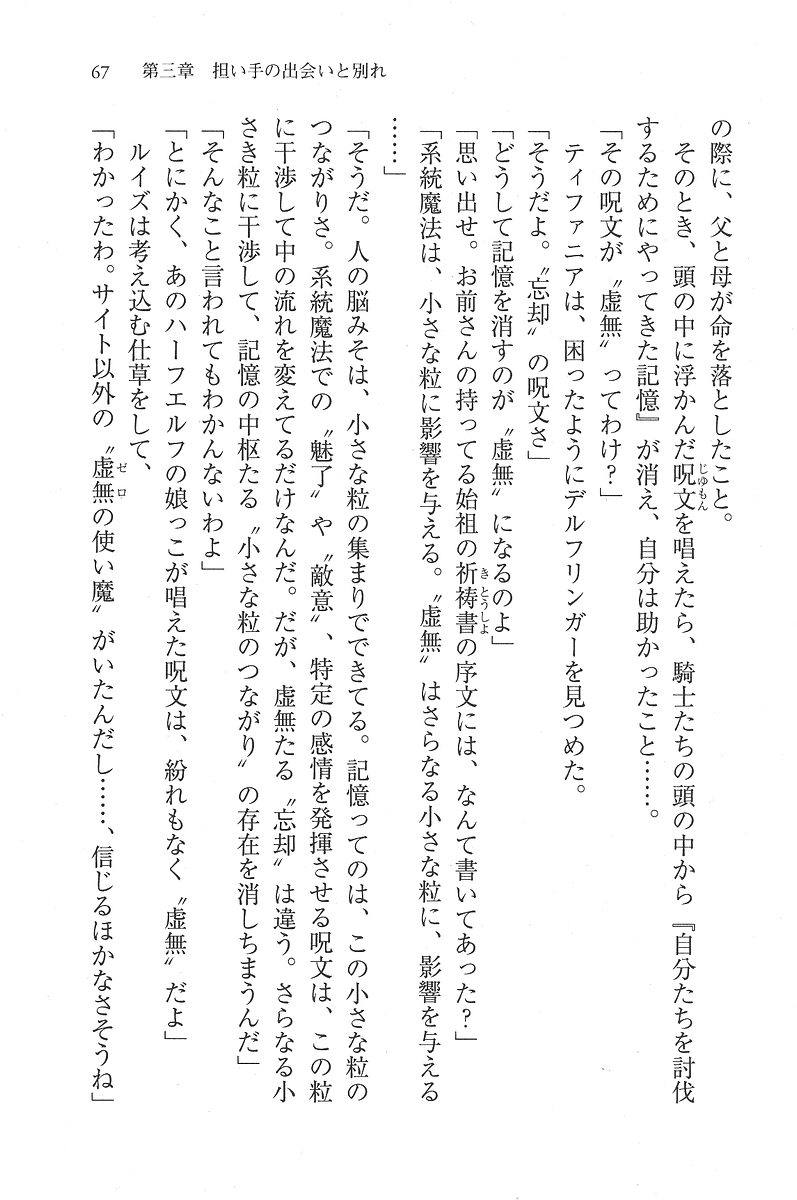 67　第三章　担い手の出会いと別れ
の際に、父と母が命を落としたこと。
　そのとき、頭の中に浮かんだ呪文を唱えたら、騎士たちの頭の中から『自分たちを討伐
じゆもん
するためにやってきた記憶』が消え、自分は助かったこと……。
「その呪文が〝虚無〟ってわけ？」
　ティファニアは、困ったようにデルフリンガーを見つめた。
「そうだよ。〝忘却〟の呪文さ」
「どうして記憶を消すのが〝虚無〟になるのよ」
「思い出せ。お前さんの持ってる始祖の祈祷書の序文には、なんて書いてあった？」
きとうしよ
「系統魔法は、小さな粒に影響を与える。〝虚無〟はさらなる小さな粒に、影響を与える
……」
「そうだ。人の脳みそは、小さな粒の集まりでできてる。記憶ってのは、この小さな粒の
つながりさ。系統魔法での〝魅了〟や〝敵意〟、特定の感情を発揮させる呪文は、この粒
に干渉して中の流れを変えてるだけなんだ。だが、虚無たる〝忘却〟は違う。さらなる小
さき粒に干渉して、記憶の中枢たる〝小さな粒のつながり〟の存在を消しちまうんだ」
「そんなこと言われてもわかんないわよ」
「とにかく、あのハーフエルフの娘っこが唱えた呪文は、紛れもなく〝虚無〟だよ」
　ルイズは考え込む仕草をして、
「わかったわ。サイト以外の〝虚無の使い魔〟がいたんだし……、信じるほかなさそうね」
ゼロ